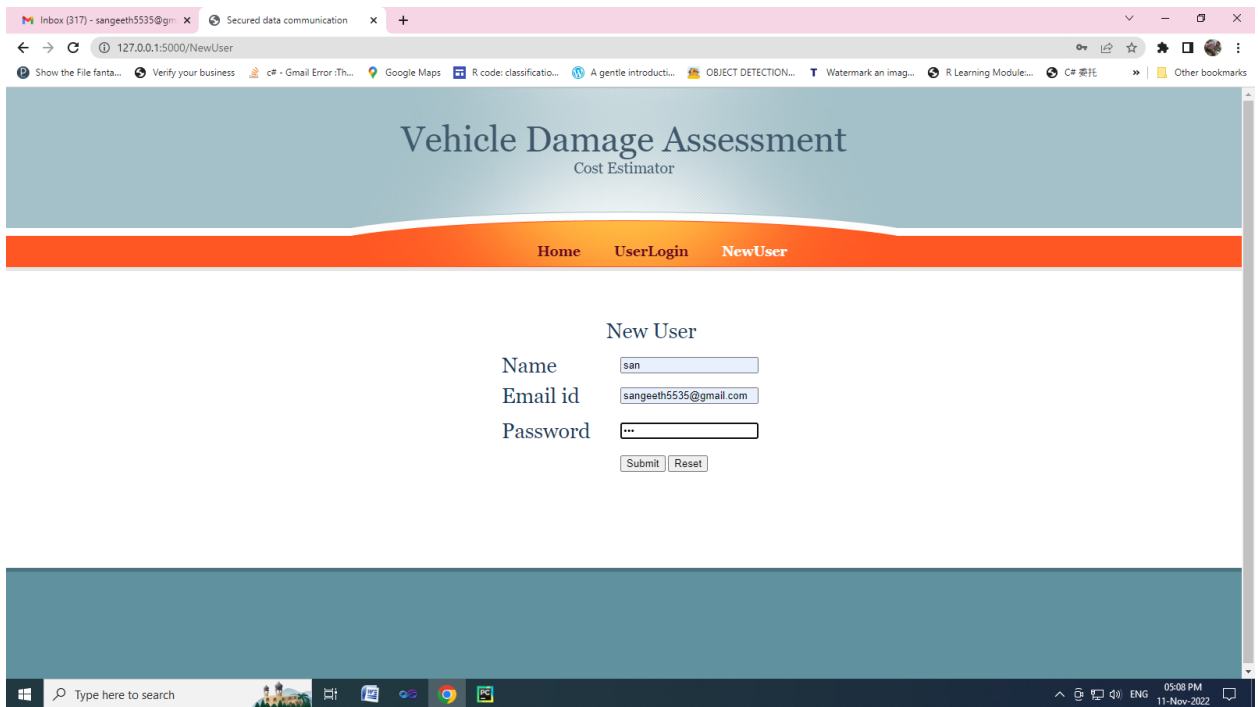 Inbox (317) - sangeeth5535@gm
Secured data communication
127.0.0.1:5000/NewUser
Show the File fanta... Verify your business c# - Gmail Error :Th... Google Maps R code: classificatio... A gentle introducti... OBJECT DETECTION... T Watermark an imag... R Learning Module:... C# 委托 » Other bookmarks
Vehicle Damage Assessment
Cost Estimator
Home UserLogin NewUser
New User
Name san
Email id sangeeth5535@gmail.com
Password •••
Submit Reset
Type here to search
ENG 05:08 PM
11-Nov-2022